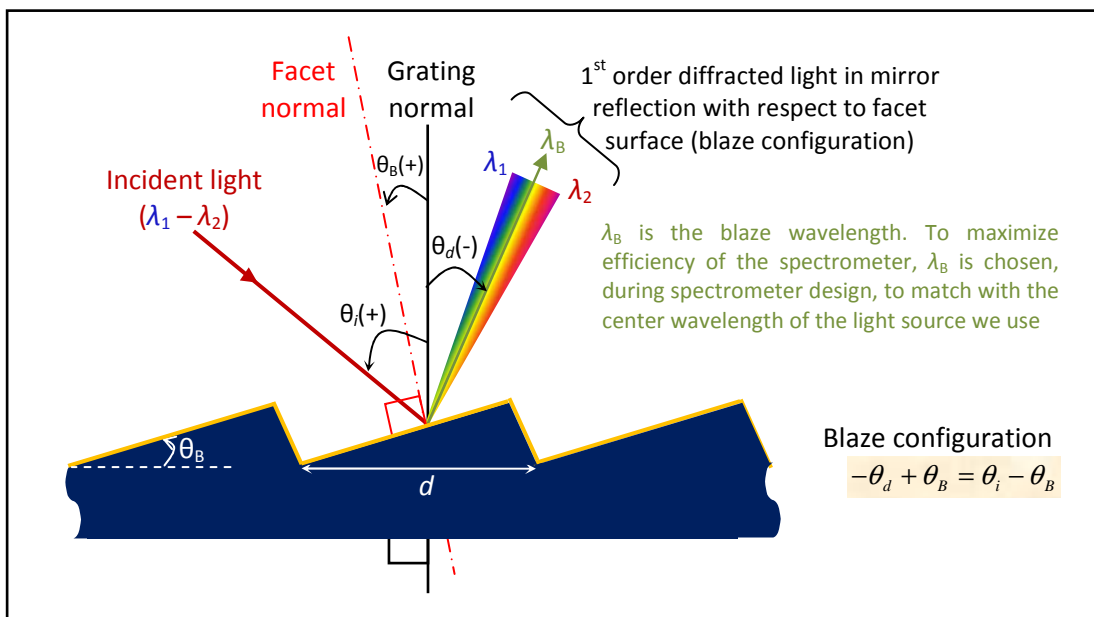 Facet
normal
Grating
normal
1st order diffracted light in mirror
reflection with respect to facet
surface (blaze configuration)
λB
λ1
λ2
θB(+)
Incident light
(λ1 – λ2)
θd(-)
θi(+)
λB is the blaze wavelength. To maximize
efficiency of the spectrometer, λB is chosen,
during spectrometer design, to match with the
center wavelength of the light source we use
θB
d
Blaze configuration
−θd + θB = θi − θB